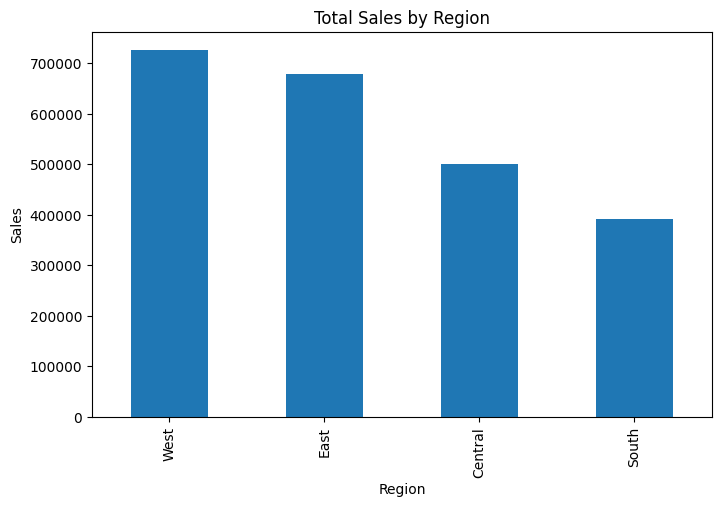 Total Sales by Region
Sales
700000
600000
500000
400000
300000
200000
100000
0
West
East
Central
South
Region